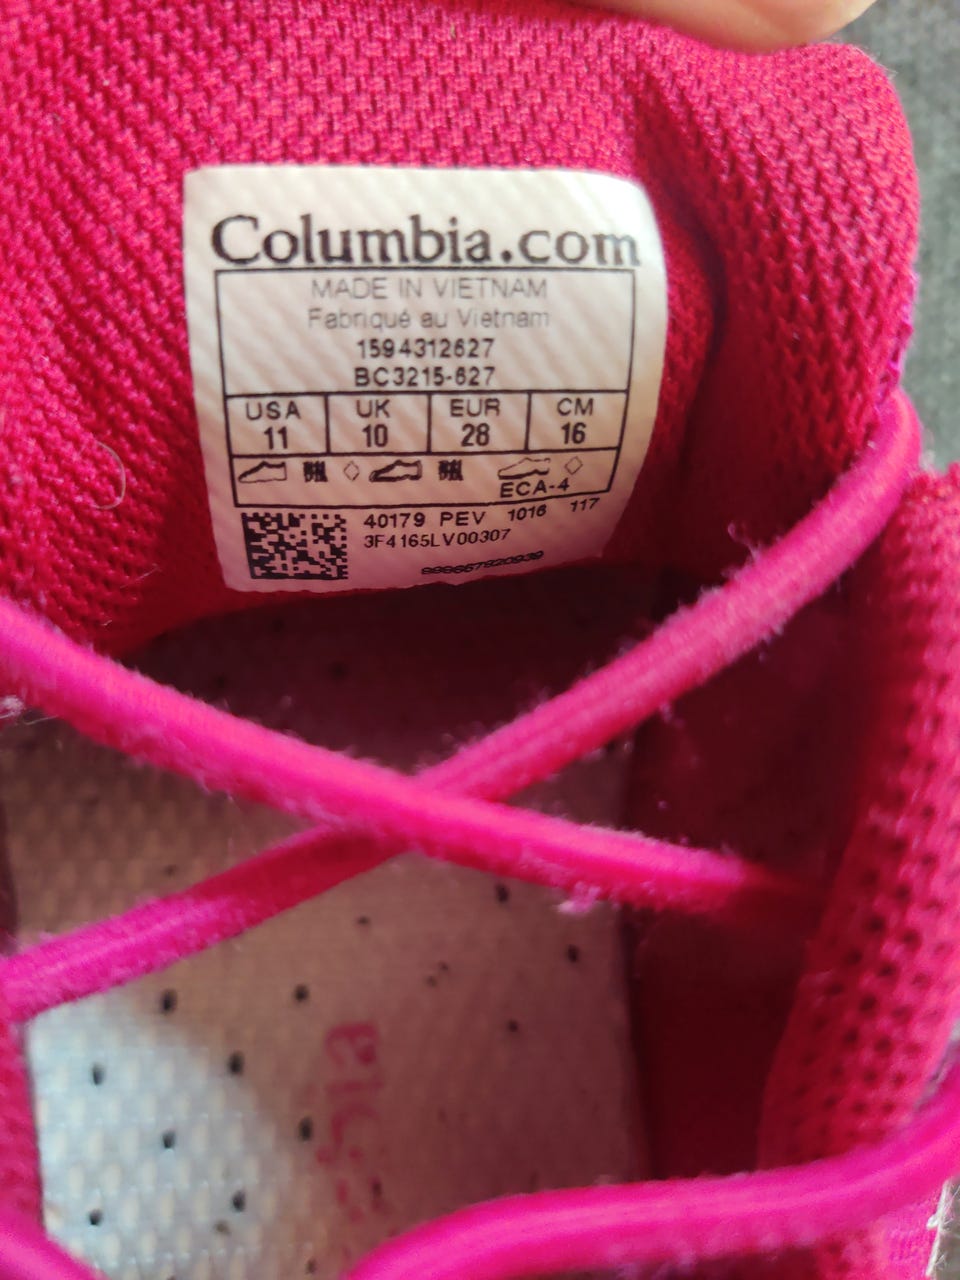 Columbia.com
MADE IN VIETNAM
Fabriqué au Vietnam
1594312627
BC3215-627
USA UK EUR CM
11 10 28 16
ECA-4
40179 PEV 1016 117
3F4165LV00307